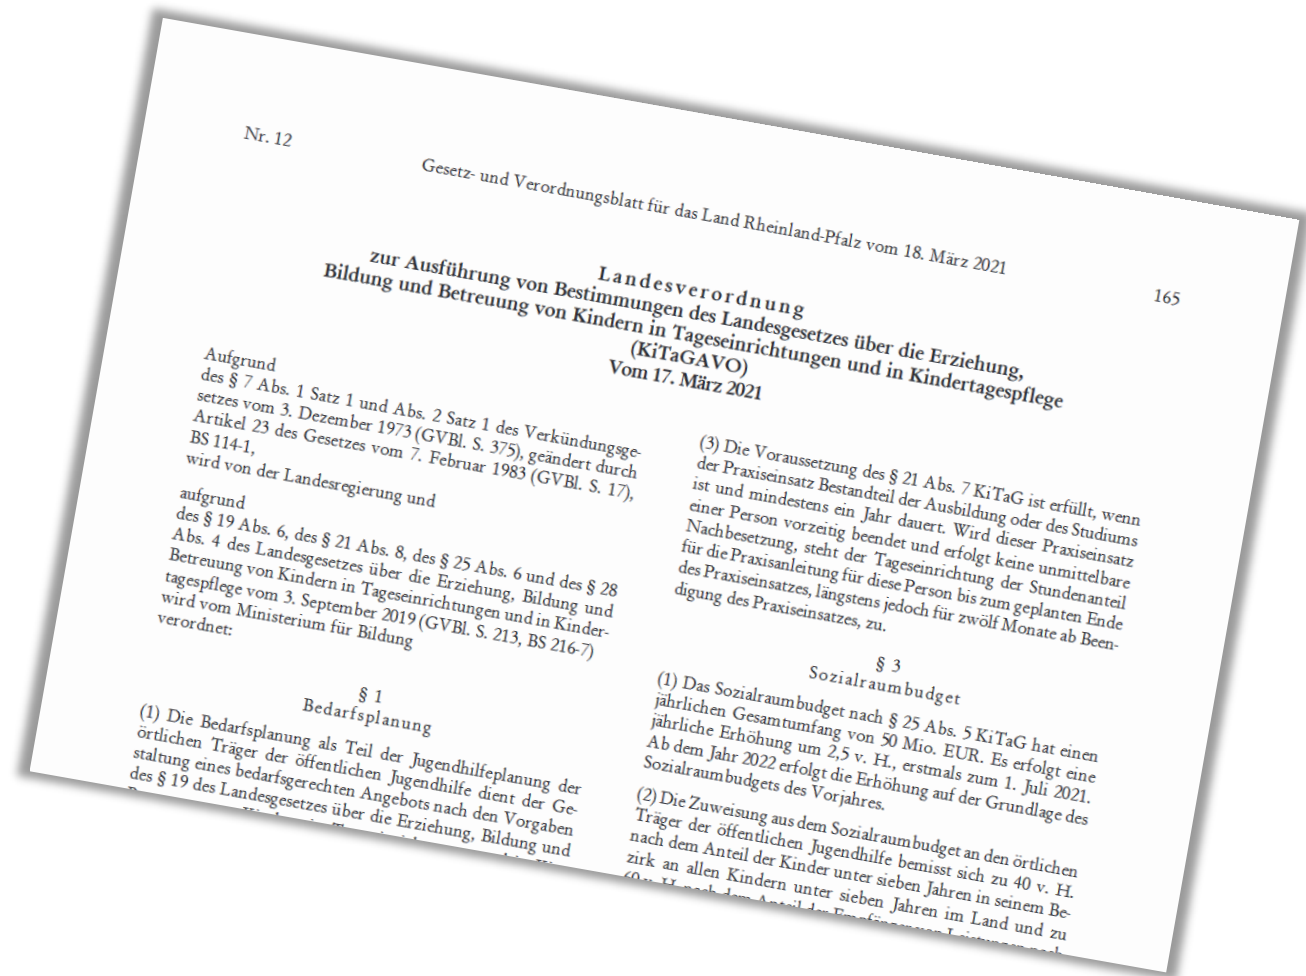 Nr. 12
Gesetz- und Verordnungsblatt für das Land Rheinland-Pfalz vom 18. März 2021
165
Landesverordnung
zur Ausführung von Bestimmungen des Landesgesetzes über die Erziehung,
Bildung und Betreuung von Kindern in Tageseinrichtungen und in Kindertagespflege
(KiTaGAVO)
Vom 17. März 2021
Aufgrund
des § 7 Abs. 1 Satz 1 und Abs. 2 Satz 1 des Verkündungsge-
setzes vom 3. Dezember 1973 (GVBl. S. 375), geändert durch
Artikel 23 des Gesetzes vom 7. Februar 1983 (GVBl. S. 17),
BS 114-1,
wird von der Landesregierung und
aufgrund
des § 19 Abs. 6, des § 21 Abs. 8, des § 25 Abs. 6 und des § 28
Abs. 4 des Landesgesetzes über die Erziehung, Bildung und
Betreuung von Kindern in Tageseinrichtungen und in Kinder-
tagespflege vom 3. September 2019 (GVBl. S. 213, BS 216-7)
wird vom Ministerium für Bildung
verordnet:
§ 1
Bedarfsplanung
(1) Die Bedarfsplanung als Teil der Jugendhilfeplanung der
örtlichen Träger der öffentlichen Jugendhilfe dient der Ge-
staltung eines bedarfsgerechten Angebots nach den Vorgaben
des § 19 des Landesgesetzes über die Erziehung, Bildung und
(3) Die Voraussetzung des § 21 Abs. 7 KiTaG ist erfüllt, wenn
der Praxiseinsatz Bestandteil der Ausbildung oder des Studiums
ist und mindestens ein Jahr dauert. Wird dieser Praxiseinsatz
einer Person vorzeitig beendet und erfolgt keine unmittelbare
Nachbesetzung, steht der Tageseinrichtung der Stundenanteil
für die Praxisanleitung für diese Person bis zum geplanten Ende
des Praxiseinsatzes, längstens jedoch für zwölf Monate ab Been-
digung des Praxiseinsatzes, zu.
§ 3
Sozialraumbudget
(1) Das Sozialraumbudget nach § 25 Abs. 5 KiTaG hat einen
jährlichen Gesamtumfang von 50 Mio. EUR. Es erfolgt eine
jährliche Erhöhung um 2,5 v. H., erstmals zum 1. Juli 2021.
Ab dem Jahr 2022 erfolgt die Erhöhung auf der Grundlage des
Sozialraumbudgets des Vorjahres.
(2) Die Zuweisung aus dem Sozialraumbudget an den örtlichen
Träger der öffentlichen Jugendhilfe bemisst sich zu 40 v. H.
nach dem Anteil der Kinder unter sieben Jahren in seinem Be-
zirk an allen Kindern unter sieben Jahren im Land und zu
60 v. H. nach dem Anteil der Empfänger von Leistungen nach